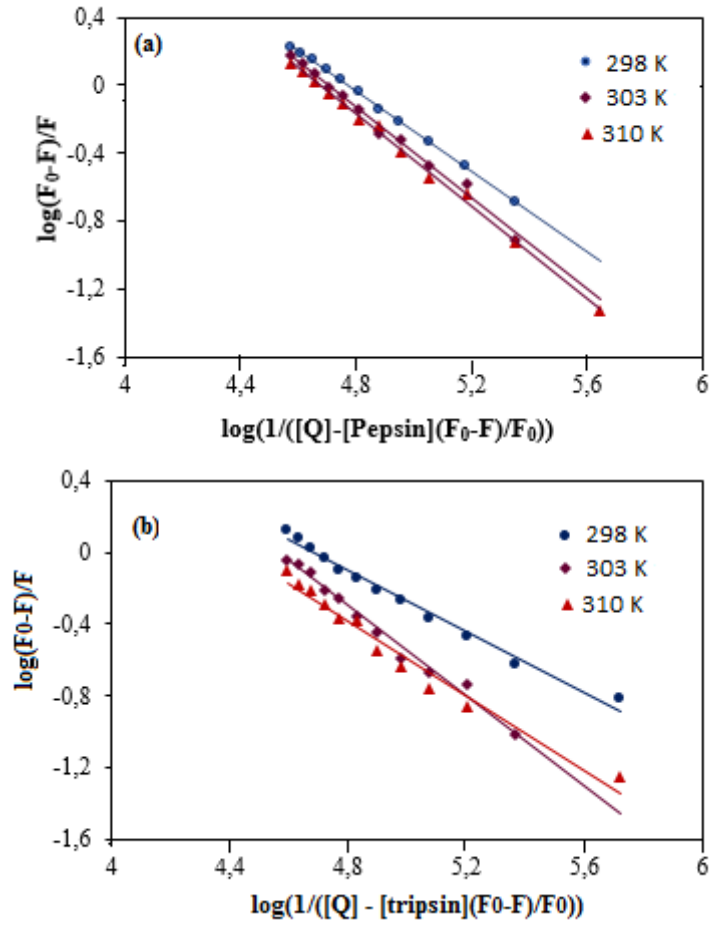 (a)
298 K
303 K
310 K
0,4
0
-0,4
-0,8
-1,2
-1,6
log(F₀-F)/F
4
4,4
4,8
5,2
5,6
6
log(1/([Q]-[Pepsin](F₀-F)/F₀))
(b)
298 K
303 K
310 K
0,4
0
-0,4
-0,8
-1,2
-1,6
log(F0-F)/F
4
4,4
4,8
5,2
5,6
6
log(1/([Q] - [tripsin](F0-F)/F0))